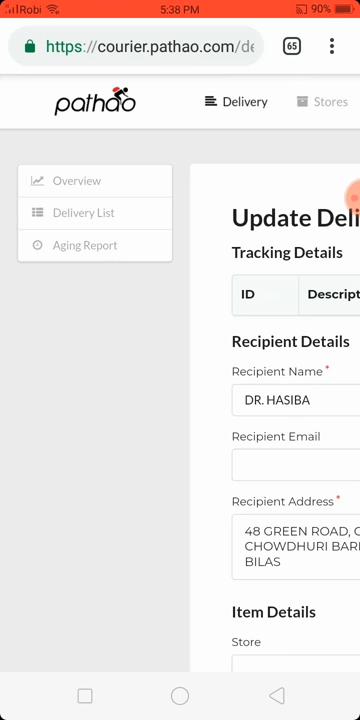 Robi
5:38 PM
90%
https://courier.pathao.com/de
65
pathao
Delivery
Stores
Overview
Delivery List
Aging Report
Update Deli
Tracking Details
ID
Descript
Recipient Details
Recipient Name *
DR. HASIBA
Recipient Email
Recipient Address *
48 GREEN ROAD, C
CHOWDHURI BARI
BILAS
Item Details
Store